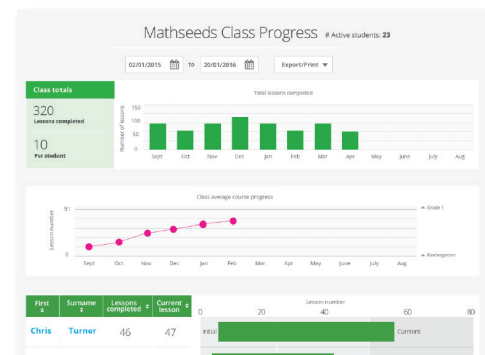 Mathseeds Class Progress # Active students: 23
02/01/2015 to 20/01/2016 Export/Print
Class totals
320
Lessons completed
10
Per student
Total lessons completed
Number of lessons
150
100
50
0
Sept Oct Nov Dec Jan Feb Mar Apr May June July Aug
Class average course progress
Lesson number
51
0
Grade 1
Kindergarten
Sept Oct Nov Dec Jan Feb Mar Apr May June July Aug
First Surname Lessons completed Current lesson
Lesson number
0 20 40 60 80
Chris Turner 46 47 Initial Current